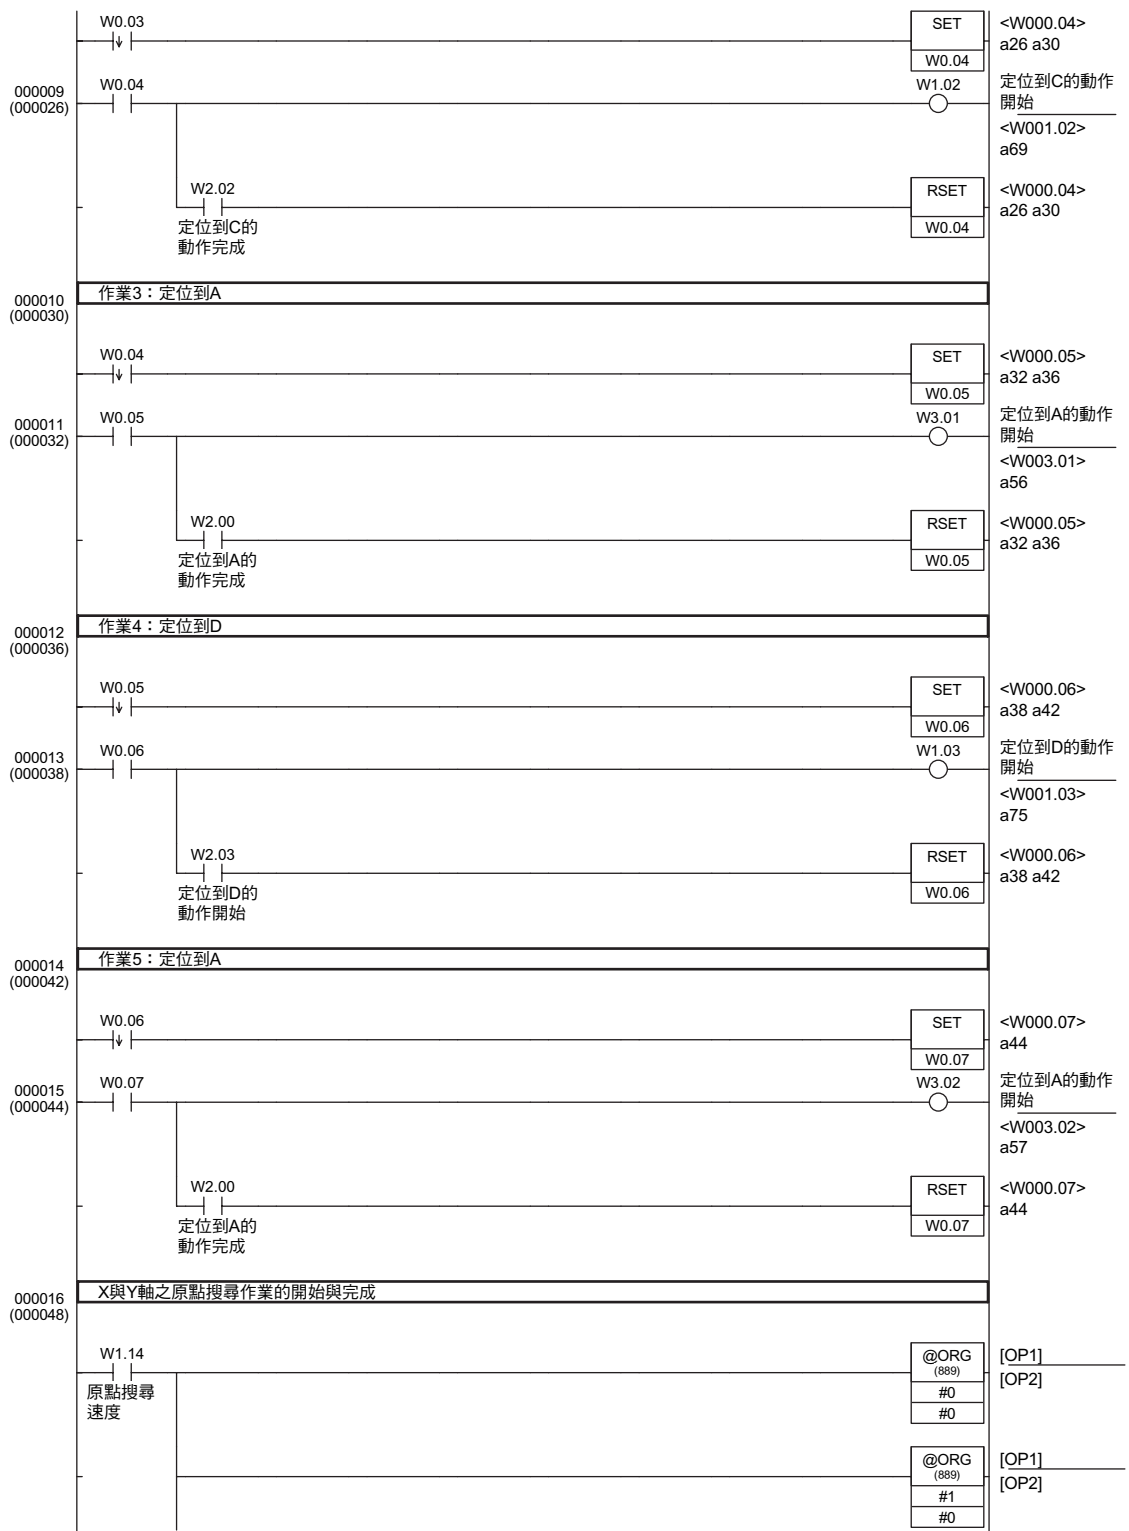 W0.03
SET
W0.04
<W000.04>
a26 a30
000009
(000026)
W0.04
W1.02
定位到C的動作
開始
<W001.02>
a69
W2.02
定位到C的
動作完成
RSET
W0.04
<W000.04>
a26 a30
000010
(000030)
作業3：定位到A
W0.04
SET
W0.05
<W000.05>
a32 a36
000011
(000032)
W0.05
W3.01
定位到A的動作
開始
<W003.01>
a56
W2.00
定位到A的
動作完成
RSET
W0.05
<W000.05>
a32 a36
000012
(000036)
作業4：定位到D
W0.05
SET
W0.06
<W000.06>
a38 a42
000013
(000038)
W0.06
W1.03
定位到D的動作
開始
<W001.03>
a75
W2.03
定位到D的
動作開始
RSET
W0.06
<W000.06>
a38 a42
000014
(000042)
作業5：定位到A
W0.06
SET
W0.07
<W000.07>
a44
000015
(000044)
W0.07
W3.02
定位到A的動作
開始
<W003.02>
a57
W2.00
定位到A的
動作完成
RSET
W0.07
<W000.07>
a44
000016
(000048)
X與Y軸之原點搜尋作業的開始與完成
W1.14
原點搜尋
速度
@ORG
(889)
#0
#0
[OP1]
[OP2]
@ORG
(889)
#1
#0
[OP1]
[OP2]